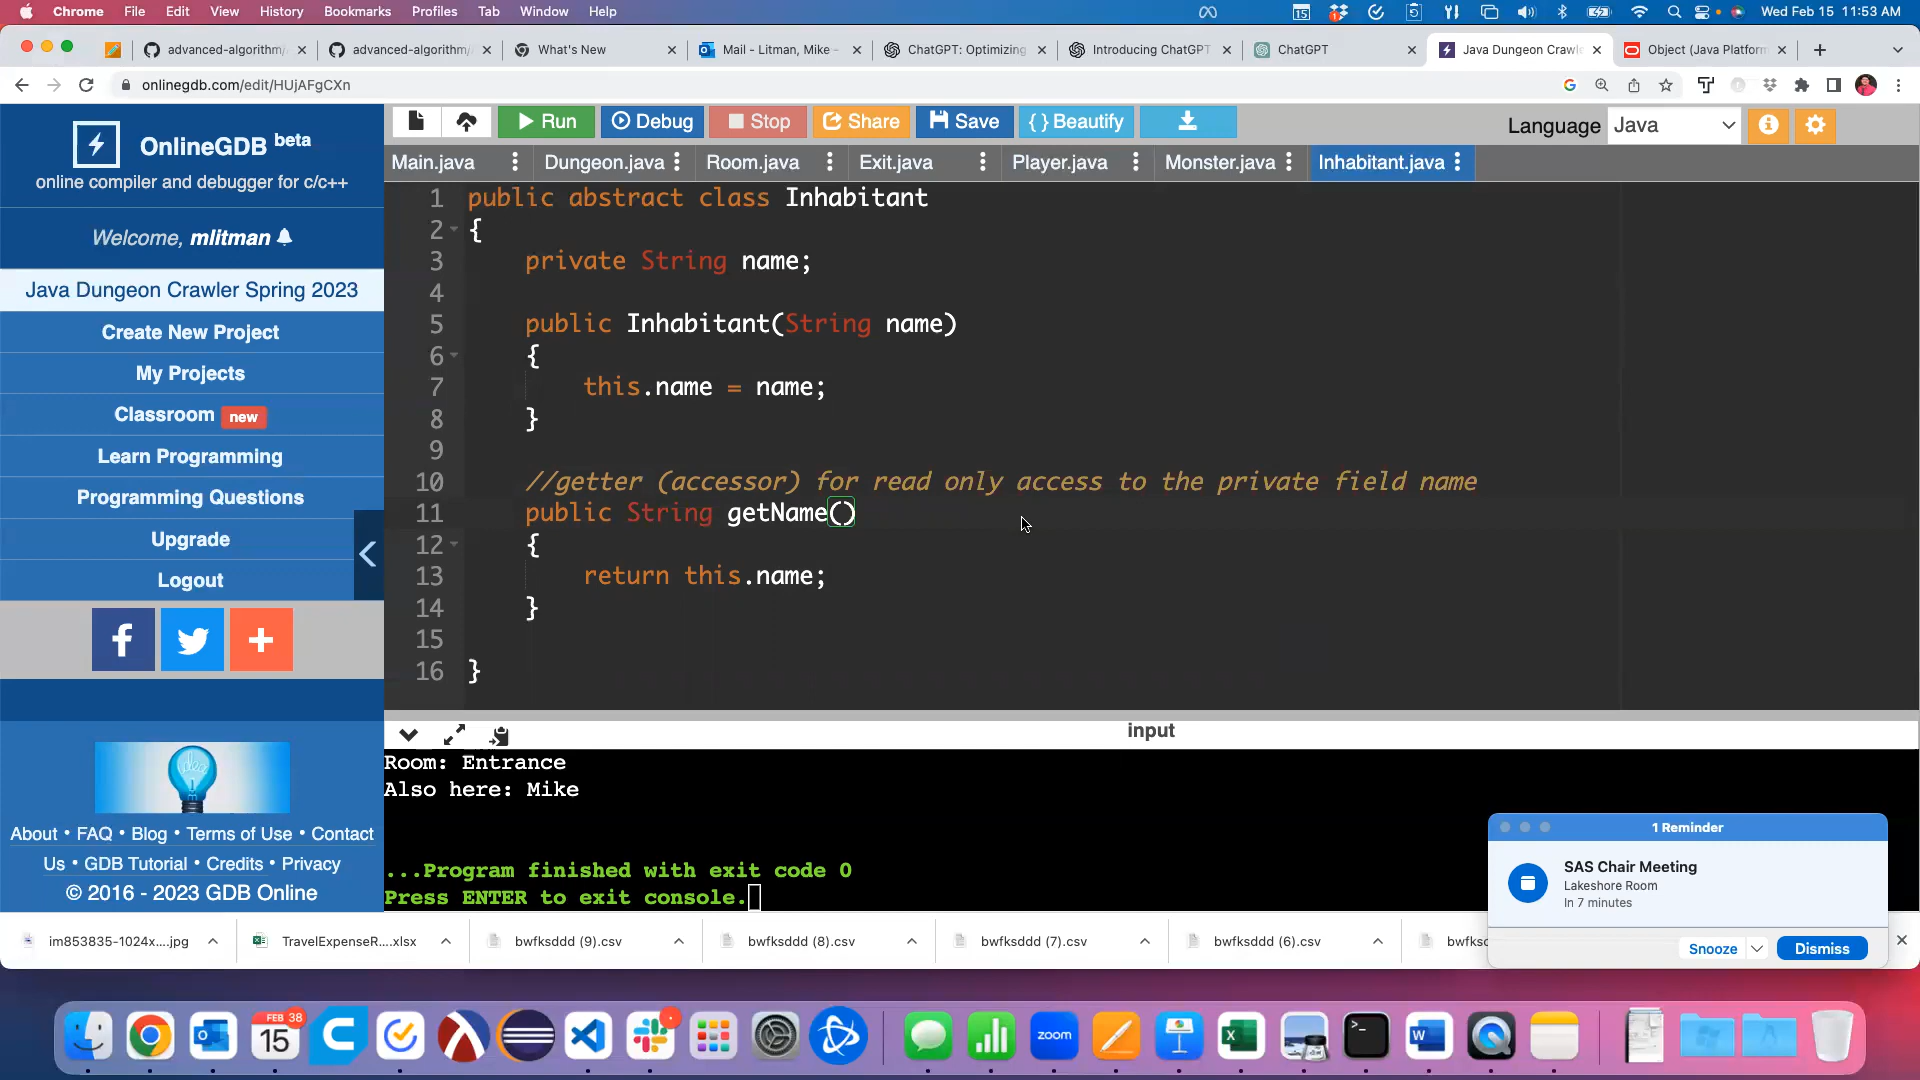 Chrome File Edit View History Bookmarks Profiles Tab Window Help
15 1 Wed Feb 15 11:53 AM
advanced-algorithm/ advanced-algorithm/ What's New Mail - Litman, Mike - ChatGPT: Optimizing Introducing ChatGPT ChatGPT Java Dungeon Crawl Object (Java Platform
onlinegdb.com/edit/HUjAFgCXn
OnlineGDB beta
online compiler and debugger for c/c++
Welcome, mlitman
Java Dungeon Crawler Spring 2023
Create New Project
My Projects
Classroom new
Learn Programming
Programming Questions
Upgrade
Logout
About • FAQ • Blog • Terms of Use • Contact
Us • GDB Tutorial • Credits • Privacy
© 2016 - 2023 GDB Online
Run Debug Stop Share Save { } Beautify
Language Java
Main.java Dungeon.java Room.java Exit.java Player.java Monster.java Inhabitant.java
1 public abstract class Inhabitant
2 {
3 private String name;
4
5 public Inhabitant(String name)
6 {
7 this.name = name;
8 }
9
10 //getter (accessor) for read only access to the private field name
11 public String getName()
12 {
13 return this.name;
14 }
15
16 }
input
Room: Entrance
Also here: Mike
...Program finished with exit code 0
Press ENTER to exit console.
1 Reminder
SAS Chair Meeting
Lakeshore Room
In 7 minutes
Snooze Dismiss
im853835-1024x....jpg TravelExpenseR....xlsx bwfksddd (9).csv bwfksddd (8).csv bwfksddd (7).csv bwfksddd (6).csv bwfks
FEB 38
15
zoom